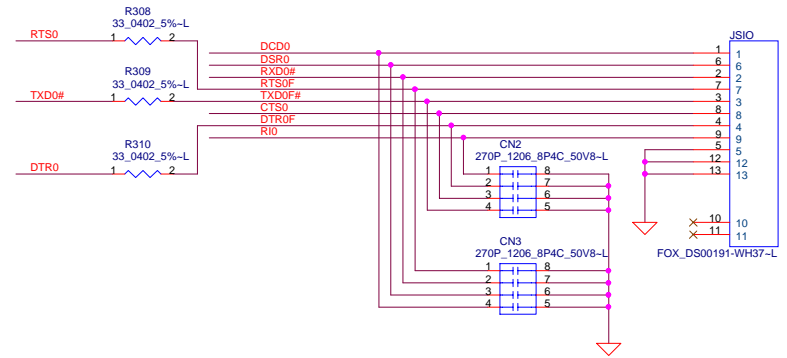 R308
33_0402_5%~L
RTS0
1 2
R309
33_0402_5%~L
TXD0#
1 2
R310
33_0402_5%~L
DTR0
1 2
DCD0
DSR0
RXD0#
RTS0F
TXD0F#
CTS0
DTR0F
RI0
CN2
270P_1206_8P4C_50V8~L
1 8
2 7
3 6
4 5
CN3
270P_1206_8P4C_50V8~L
1 8
2 7
3 6
4 5
JSIO
1 1
6 6
2 2
7 7
3 3
8 8
4 4
9 9
5 5
12 12
13 13
10 10
11 11
FOX_DS00191-WH37~L